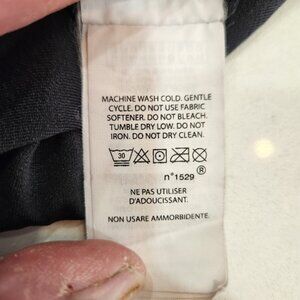 MACHINE WASH COLD. GENTLE
CYCLE. DO NOT USE FABRIC
SOFTENER. DO NOT BLEACH.
TUMBLE DRY LOW. DO NOT
IRON. DO NOT DRY CLEAN.
30
®
n°1529
NE PAS UTILISER
D'ADOUCISSANT.
NON USARE AMMORBIDENTE.